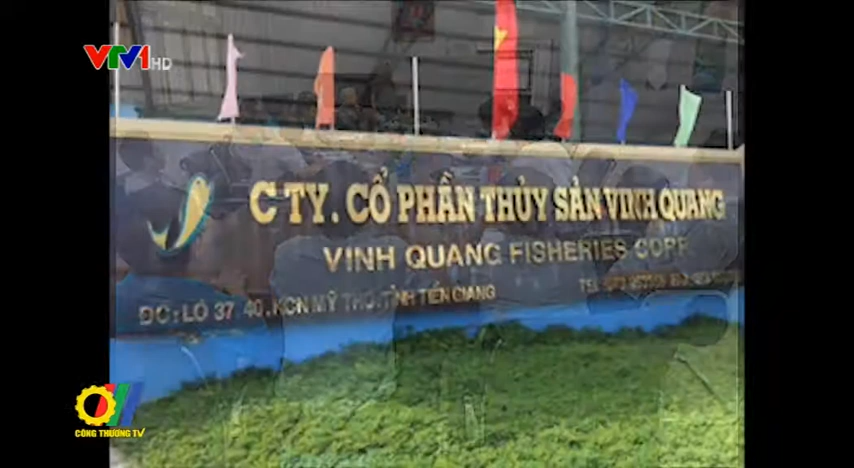 VTV1 HD
C TY. CỔ PHẦN THỦY SẢN VINH QUANG
VINH QUANG FISHERIES CORP.
ĐC: LÔ 37 40. KCN MỸ THO. TỈNH TIỀN GIANG
TEL
CÔNG THƯƠNG TV